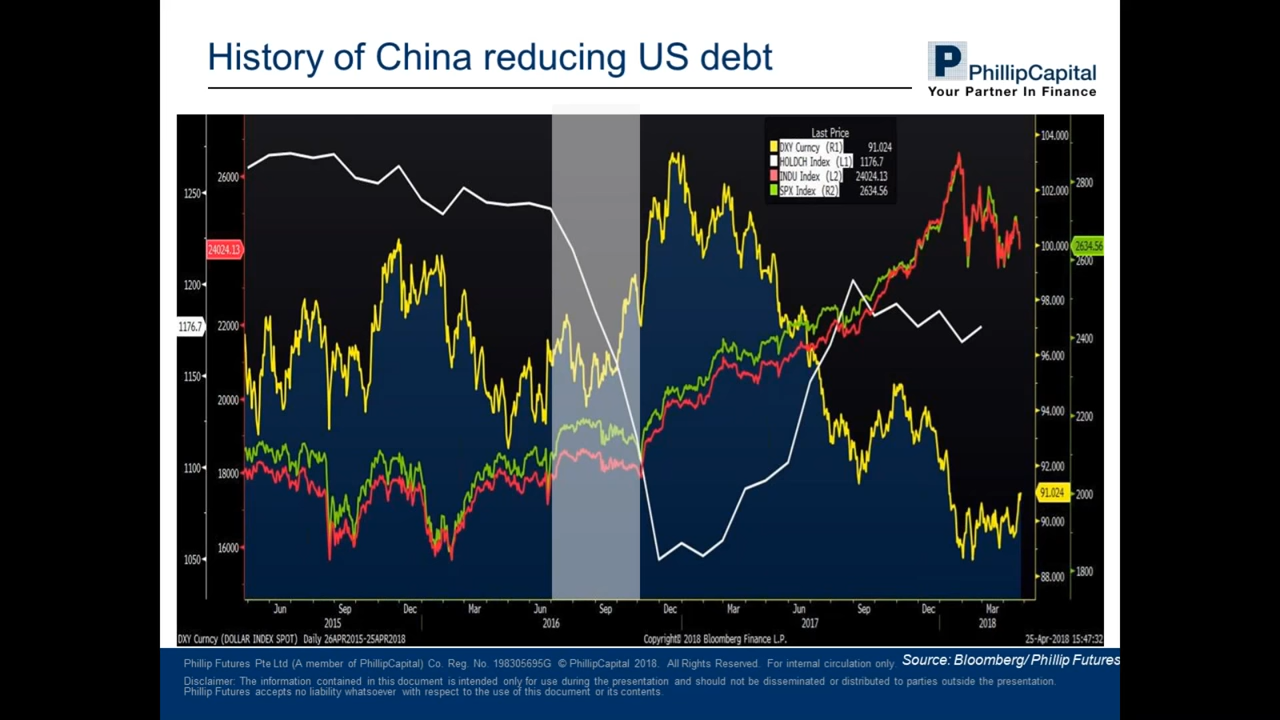 History of China reducing US debt
P PhillipCapital
Your Partner In Finance
Last Price
DXY Curncy (R1) 91.024
HOLDCH Index (L1) 1176.7
INDU Index (L2) 24024.13
SPX Index (R2) 2634.56
26000
22000
20000
18000
16000
24024.13
1250
1200
1176.7
1150
1100
1050
104.000
102.000
100.000
98.000
96.000
94.000
92.000
91.024
90.000
88.000
2800
2634.56
2600
2400
2200
2000
1800
Jun Sep Dec Mar Jun Sep Dec Mar Jun Sep Dec Mar
2015 2016 2017 2018
DXY Curncy (DOLLAR INDEX SPOT) Daily 26APR2015-25APR2018 Copyright© 2018 Bloomberg Finance L.P. 25-Apr-2018 15:47:32
Phillip Futures Pte Ltd (A member of PhillipCapital) Co. Reg. No. 198305695G © PhillipCapital 2018. All Rights Reserved. For internal circulation only. Source: Bloomberg/ Phillip Futures
Disclaimer: The information contained in this document is intended only for use during the presentation and should not be disseminated or distributed to parties outside the presentation.
Phillip Futures accepts no liability whatsoever with respect to the use of this document or its contents.